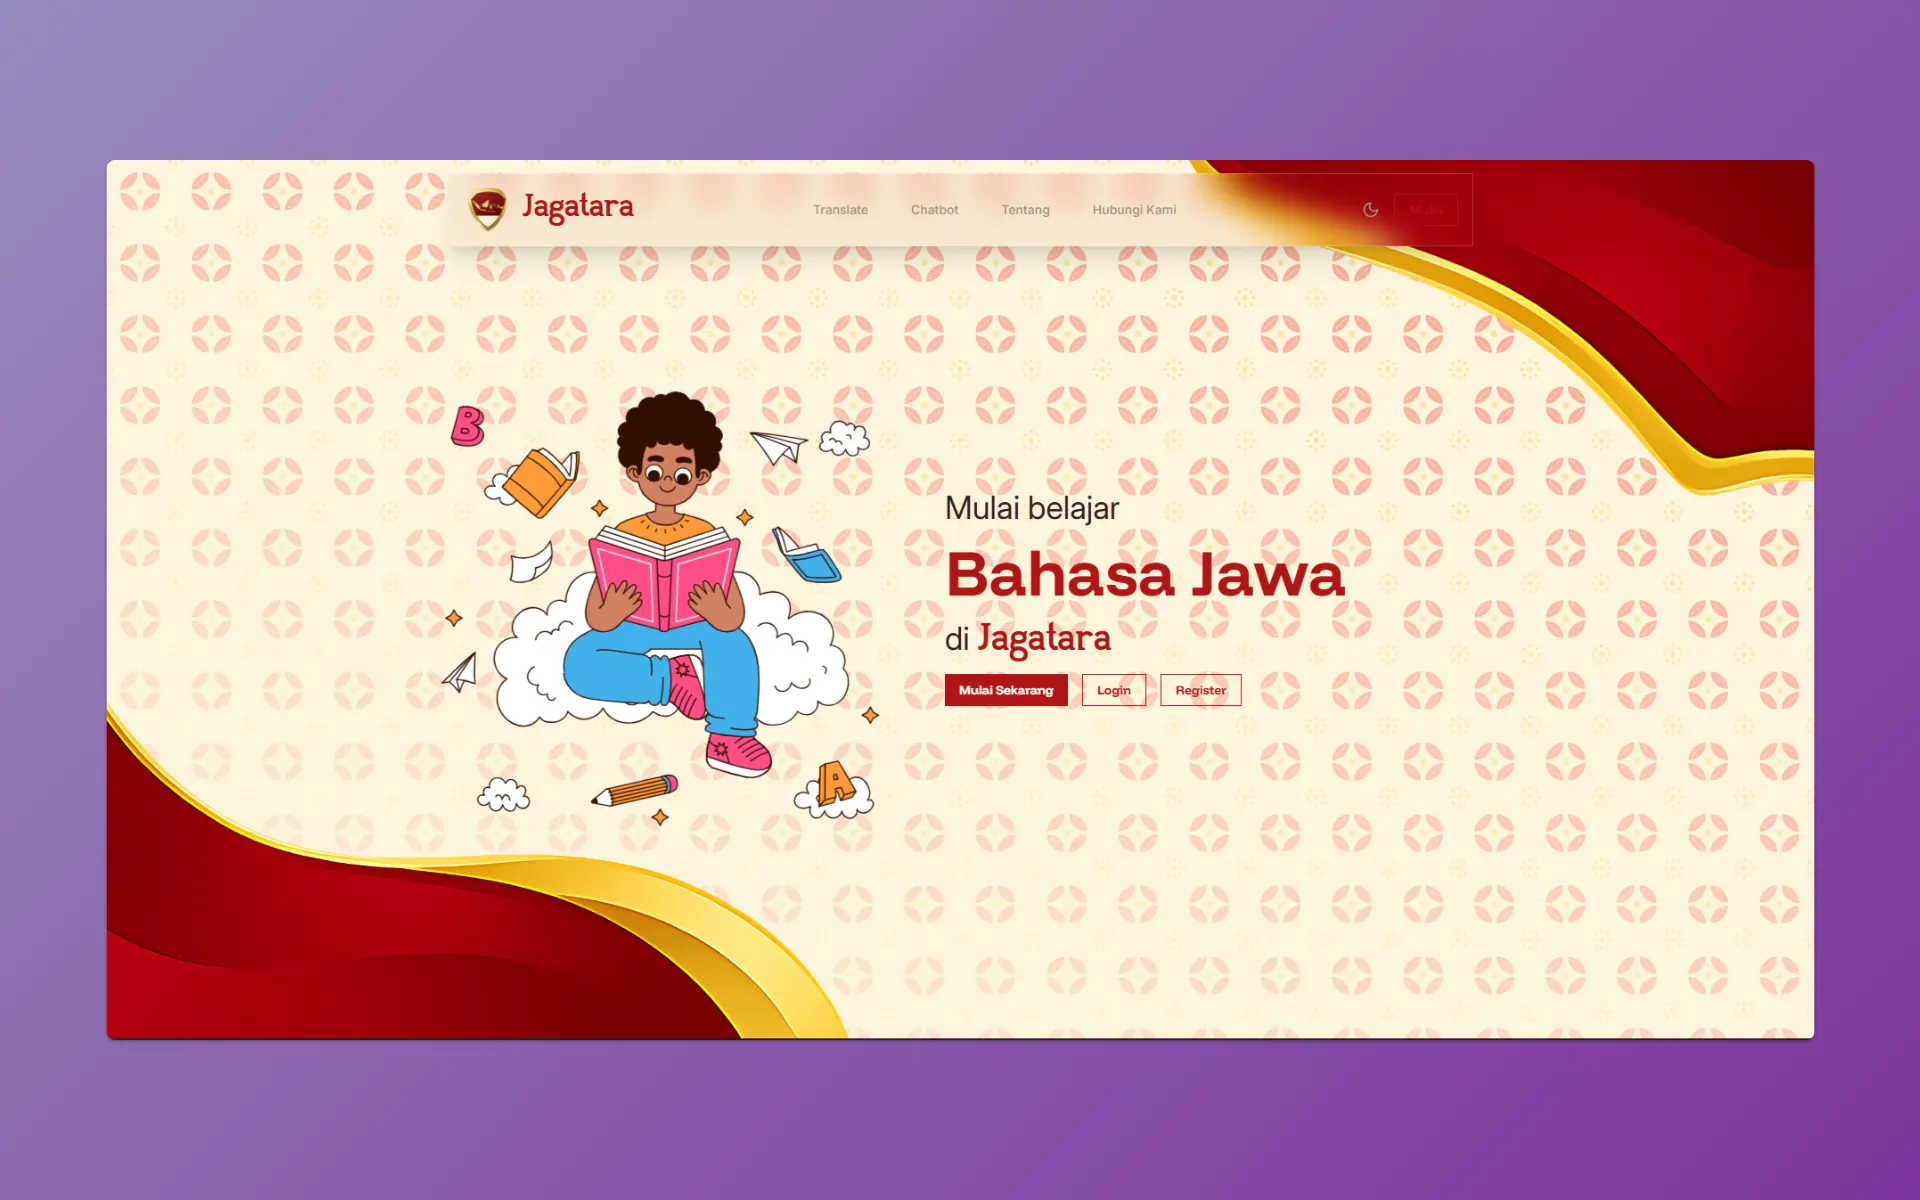 Jagatara
Translate
Chatbot
Tentang
Hubungi Kami
B
Mulai belajar
Bahasa Jawa
di Jagatara
Mulai Sekarang
Login
Register
A